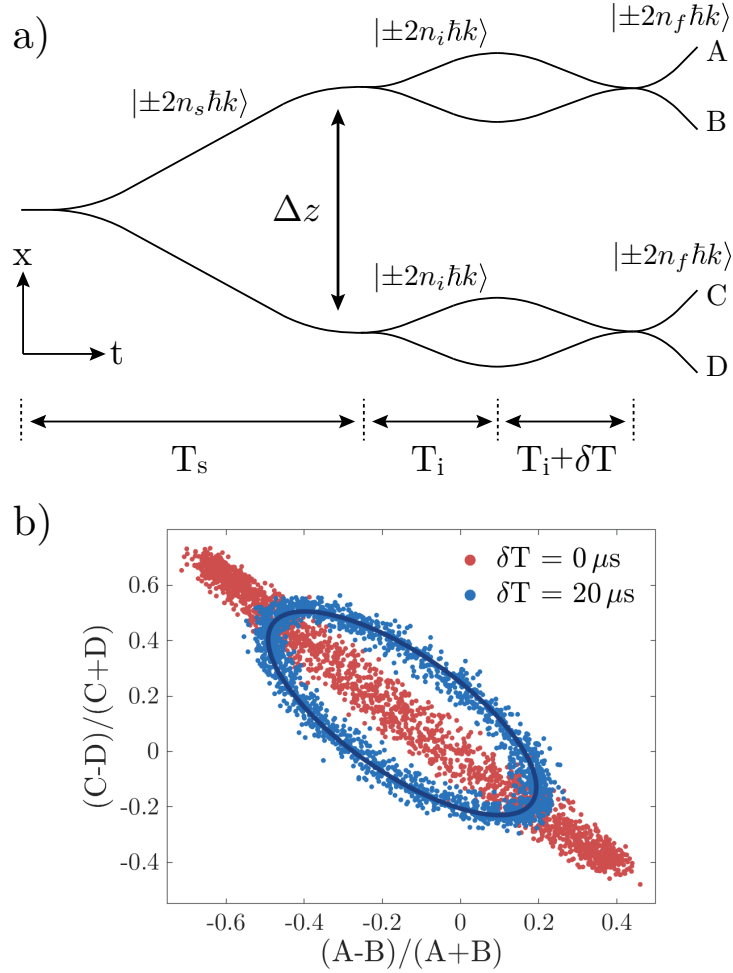 a)
|±2n_iħk⟩
|±2n_fħk⟩
A
|±2n_sħk⟩
B
Δz
x
|±2n_iħk⟩
|±2n_fħk⟩
C
t
D
T_s
T_i
T_i+δT
b)
δT = 0 μs
δT = 20 μs
0.6
0.4
0.2
0
-0.2
-0.4
(C-D)/(C+D)
-0.6
-0.4
-0.2
0
0.2
0.4
(A-B)/(A+B)